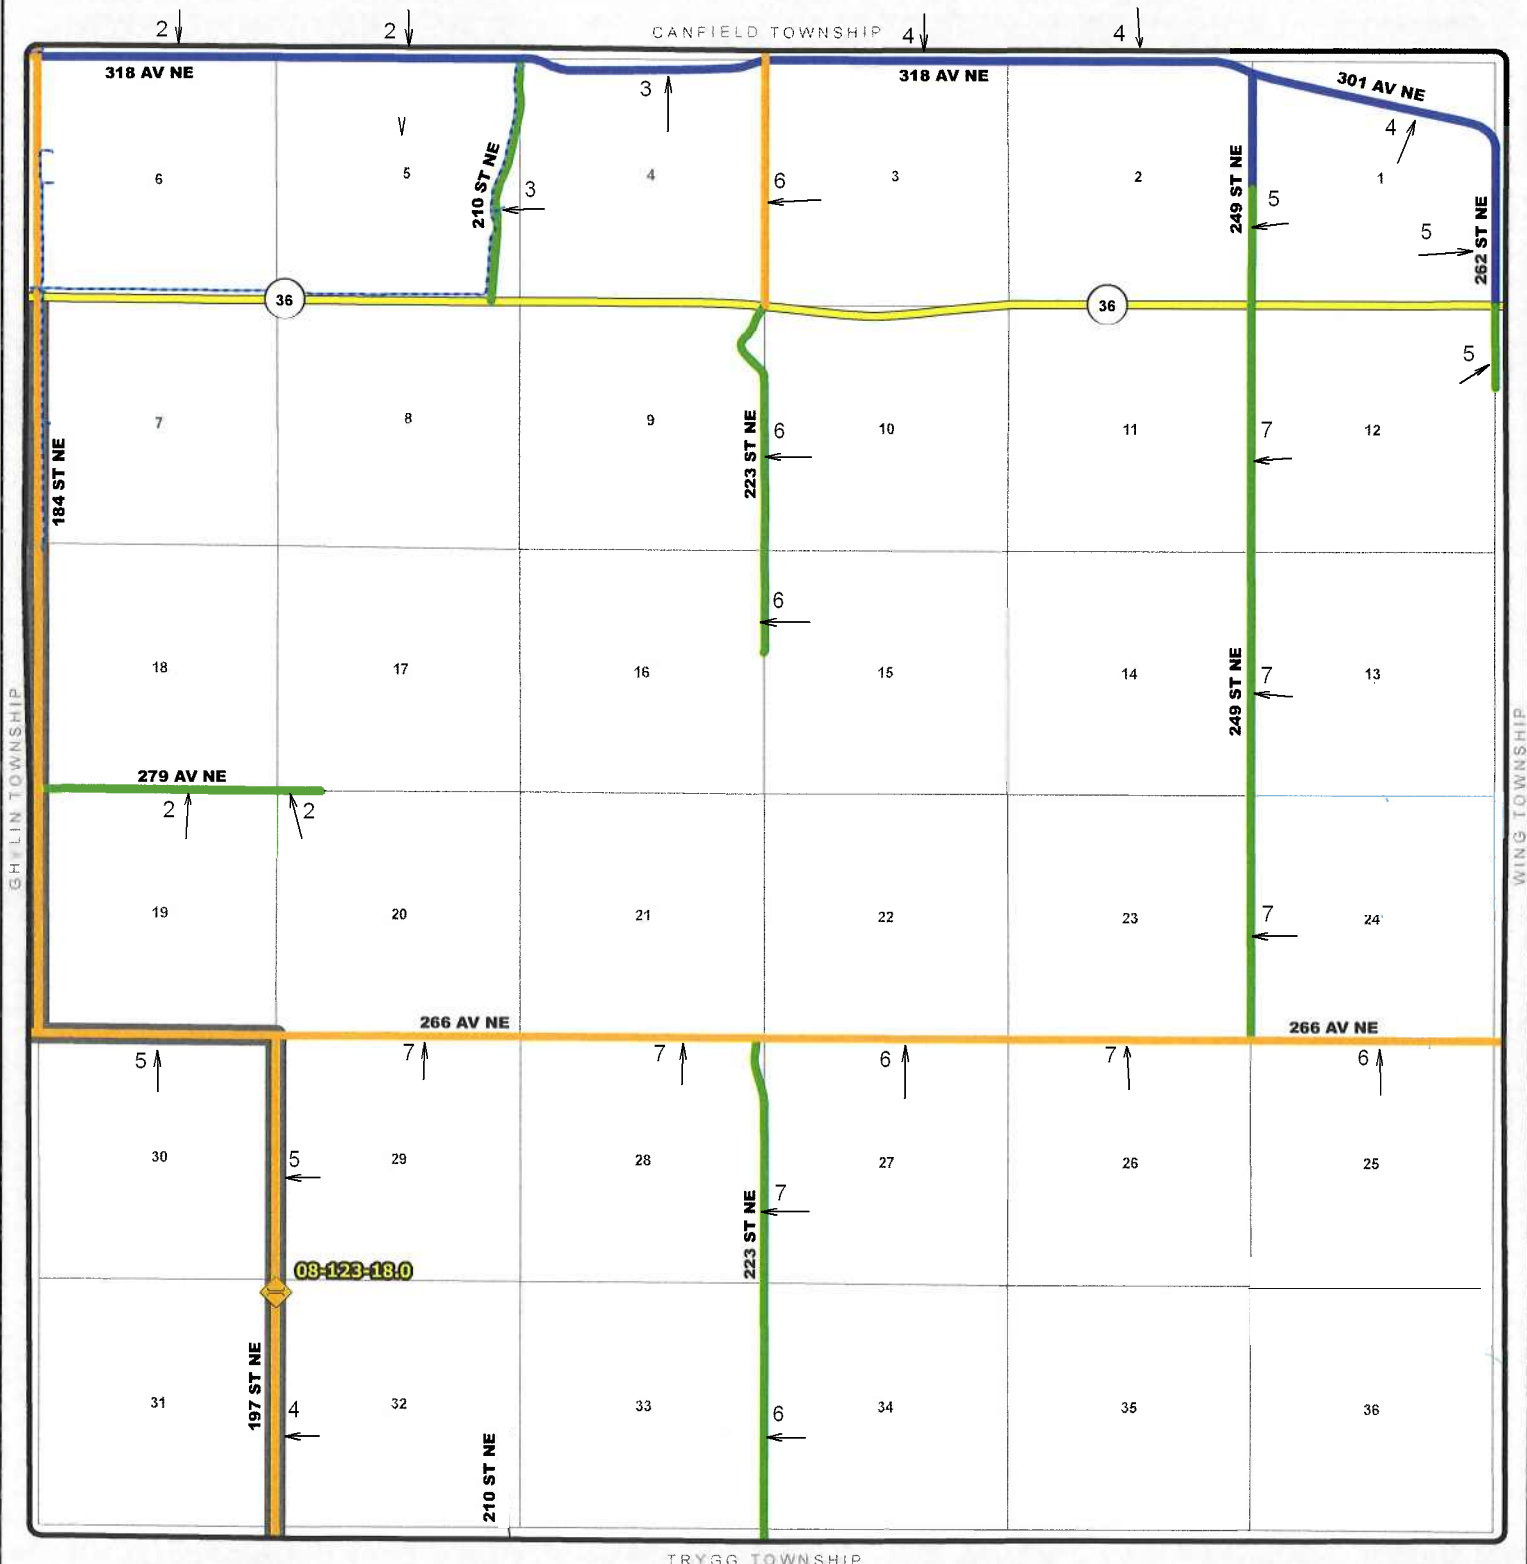 2 2 CANFIELD TOWNSHIP 4 4
318 AV NE 318 AV NE 301 AV NE
3 4
6 5 210 ST NE 3 4 6 3 2 249 ST NE 5 1 5 262 ST NE
36 36
5
184 ST NE 7 8 9 223 ST NE 6 10 11 7 12
6
18 17 16 15 14 249 ST NE 7 13
GHYLIN TOWNSHIP
WING TOWNSHIP
279 AV NE
2 2
19 20 21 22 23 7 24
266 AV NE 266 AV NE
5 7 7 6 7 6
30 5 29 28 27 26 25
223 ST NE 7
08-123-18.0
197 ST NE
31 4 32 33 6 34 35 36
210 ST NE
TRYGG TOWNSHIP